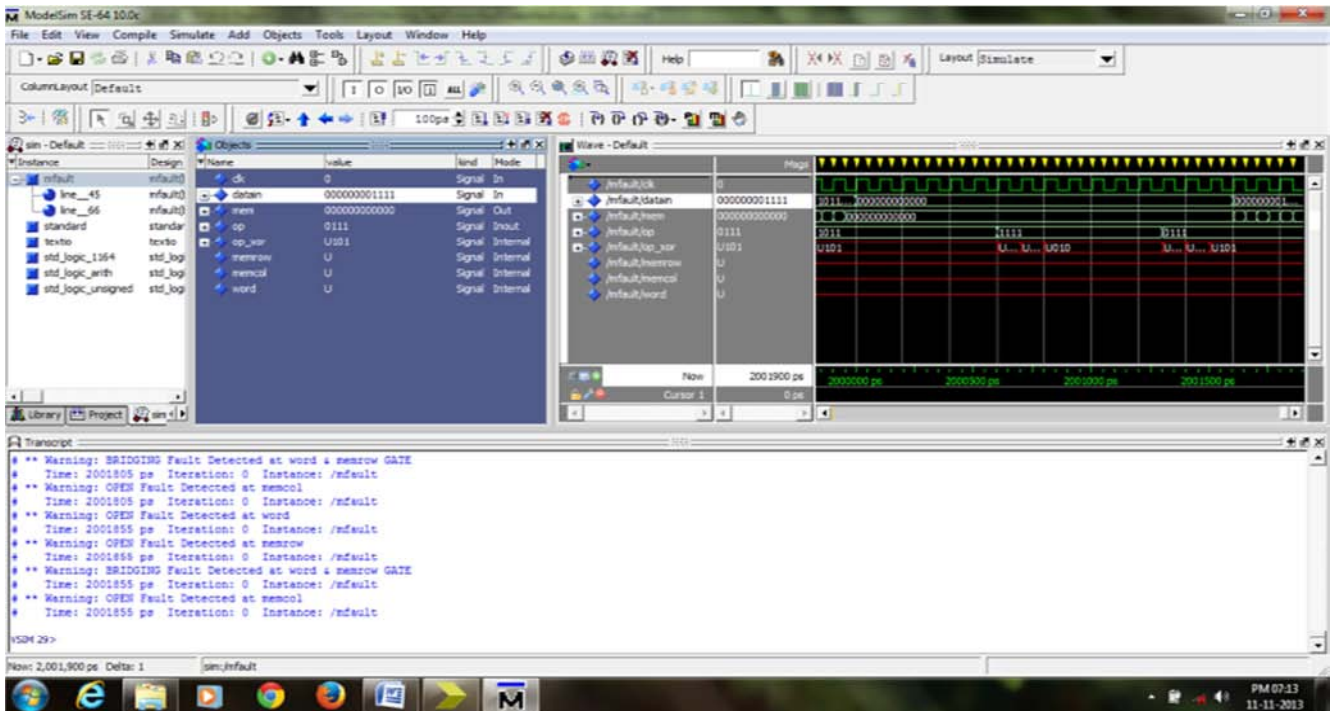 ModelSim SE-64 10.0c
File Edit View Compile Simulate Add Objects Tools Layout Window Help
Help
Layout Simulate
ColumnLayout Default
ALL
100ps
sim - Default
Instance Design
mfault mfault(
line__45 mfault(
line__66 mfault(
standard standar
textio textio
std_logic_1164 std_logi
std_logic_arith std_logi
std_logic_unsigned std_logi
Library Project sim
Objects
Name Value Kind Mode
clk 0 Signal In
datain 000000001111 Signal In
mem 000000000000 Signal Out
op 0111 Signal Inout
op_xor U101 Signal Internal
memrow U Signal Internal
memcol U Signal Internal
word U Signal Internal
Wave - Default
Msgs
/mfault/clk 0
/mfault/datain 000000001111 1011... 000000000000 000000001...
/mfault/mem 000000000000 000000000000
/mfault/op 0111 1011 1111 0111
/mfault/op_xor U101 U101 U... U... U010 U... U... U101
/mfault/memrow U
/mfault/memcol U
/mfault/word U
Now 2001900 ps 2000000 ps 2000500 ps 2001000 ps 2001500 ps
Cursor 1 0 ps
Transcript
# ** Warning: BRIDGING Fault Detected at word & memrow GATE
# Time: 2001805 ps Iteration: 0 Instance: /mfault
# ** Warning: OPEN Fault Detected at memcol
# Time: 2001805 ps Iteration: 0 Instance: /mfault
# ** Warning: OPEN Fault Detected at word
# Time: 2001855 ps Iteration: 0 Instance: /mfault
# ** Warning: OPEN Fault Detected at memrow
# Time: 2001855 ps Iteration: 0 Instance: /mfault
# ** Warning: BRIDGING Fault Detected at word & memrow GATE
# Time: 2001855 ps Iteration: 0 Instance: /mfault
# ** Warning: OPEN Fault Detected at memcol
# Time: 2001855 ps Iteration: 0 Instance: /mfault
VSIM 29>
Now: 2,001,900 ps Delta: 1 sim:/mfault
PM 07:13
11-11-2013